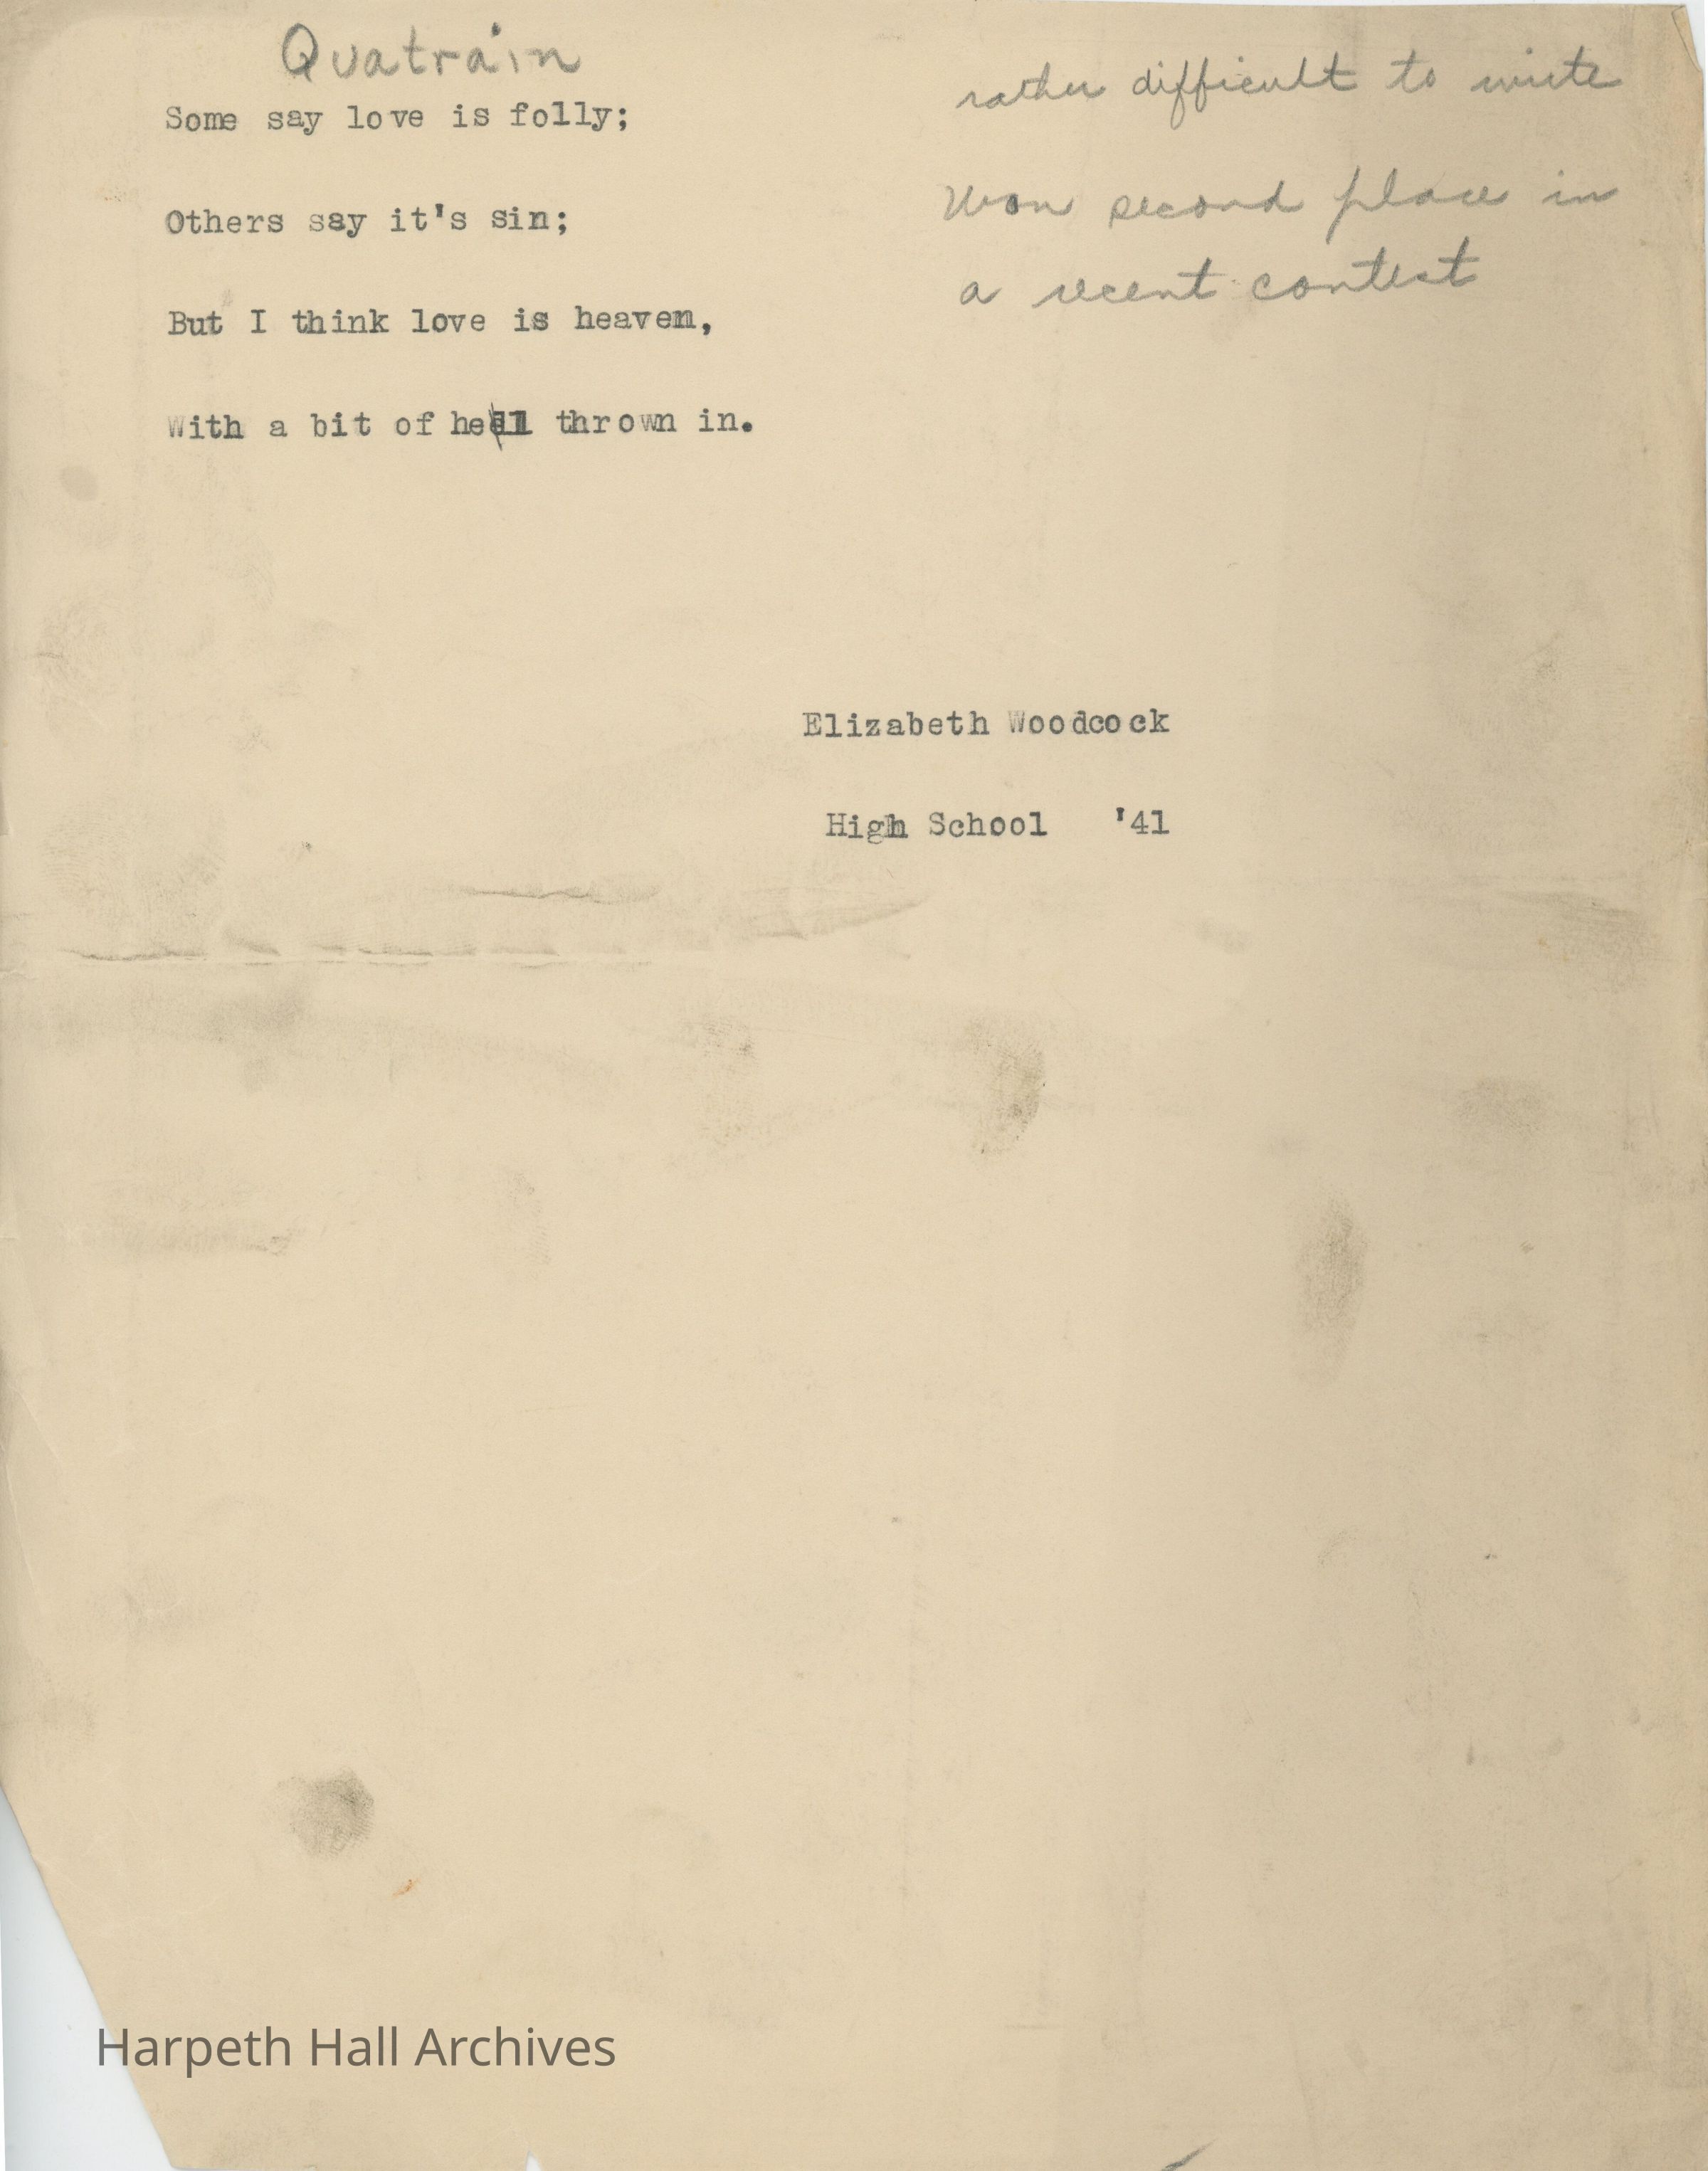 Quatrain
Some say love is folly;
Others say it's sin;
But I think love is heaven,
With a bit of hell thrown in.
rather difficult to write
Won second place in
a recent contest
Elizabeth Woodcock
High School '41
Harpeth Hall Archives